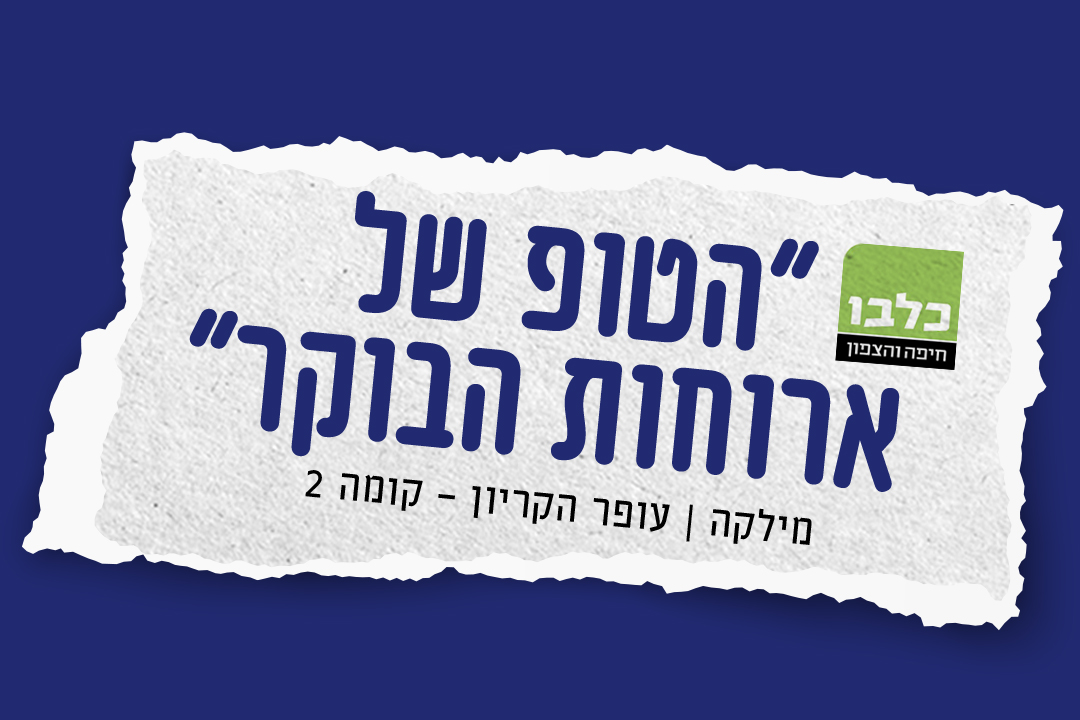 כלבו
חיפה והצפון
"הטופ של
ארוחות הבוקר"
מילקה | עופר הקריון – קומה 2